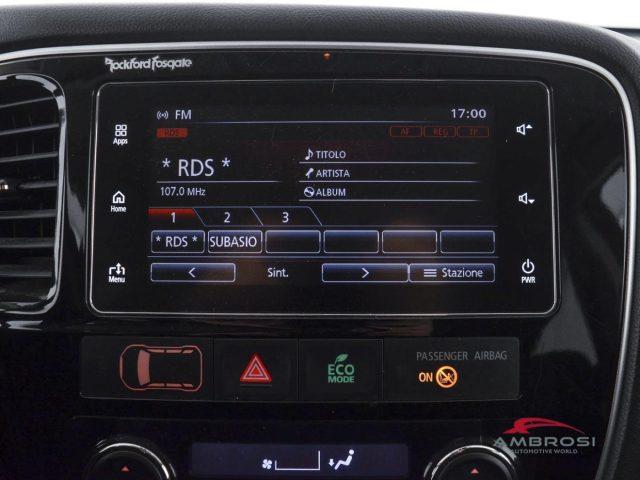 Rockford Fosgate
FM 17:00
RDS AF REG TP
Apps
* RDS *
TITOLO
ARTISTA
107.0 MHz
ALBUM
Home
1 2 3
* RDS * SUBASIO
Menu
< Sint. > Stazione
PWR
ECO MODE
PASSENGER AIRBAG
ON
AMBROSI
AUTOMOTIVE WORLD